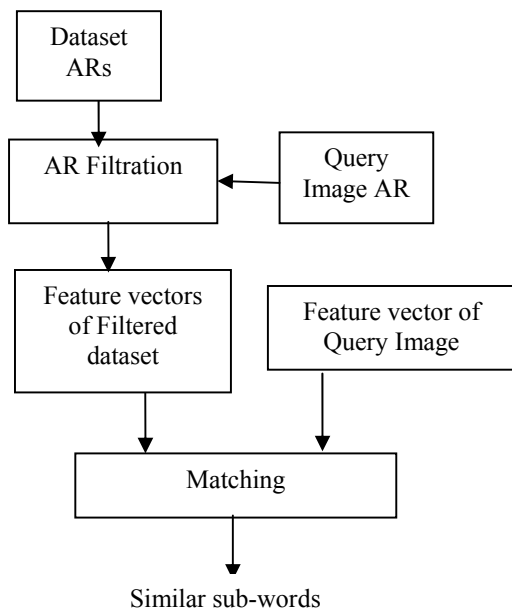 Dataset
ARs
AR Filtration
Query
Image AR
Feature vectors
of Filtered
dataset
Feature vector of
Query Image
Matching
Similar sub-words